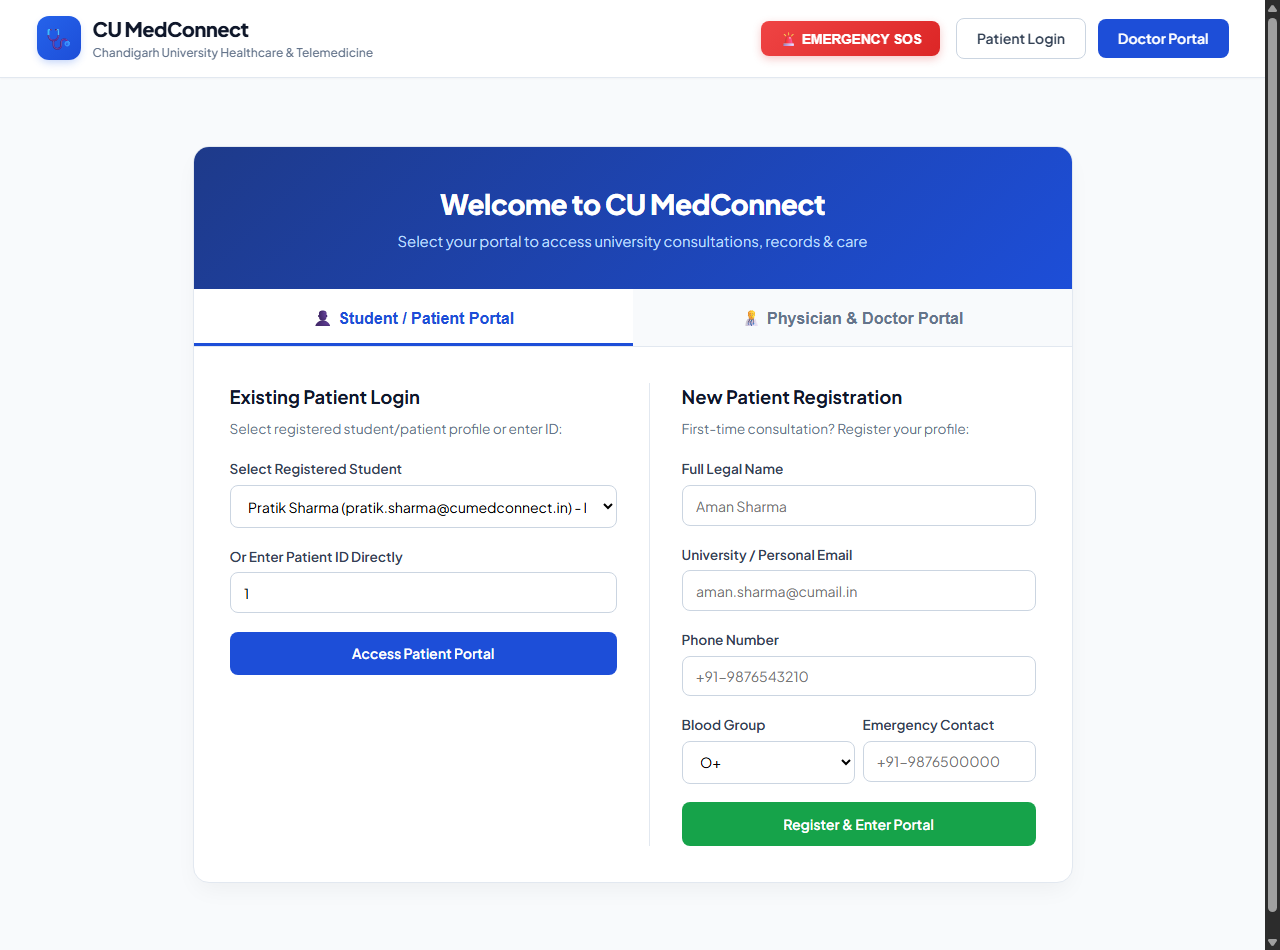 CU MedConnect
Chandigarh University Healthcare & Telemedicine
EMERGENCY SOS
Patient Login
Doctor Portal
Welcome to CU MedConnect
Select your portal to access university consultations, records & care
Student / Patient Portal
Physician & Doctor Portal
Existing Patient Login
Select registered student/patient profile or enter ID:
Select Registered Student
Pratik Sharma (pratik.sharma@cumedconnect.in) -
Or Enter Patient ID Directly
1
Access Patient Portal
New Patient Registration
First-time consultation? Register your profile:
Full Legal Name
Aman Sharma
University / Personal Email
aman.sharma@cumail.in
Phone Number
+91-9876543210
Blood Group
Emergency Contact
O+
+91-9876500000
Register & Enter Portal